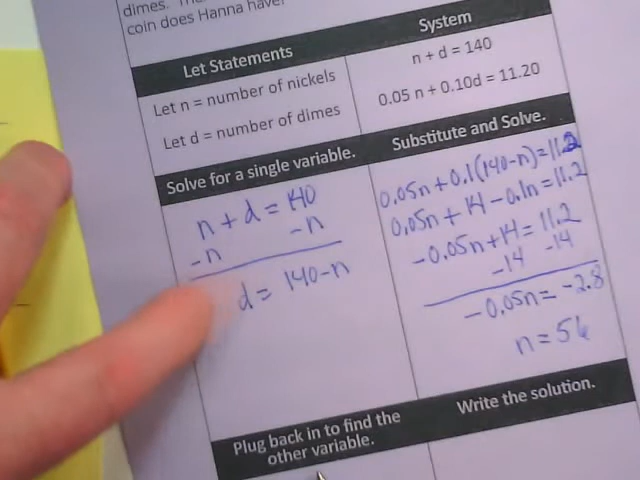 dimes.
coin does Hanna have?
Let Statements
System
Let n = number of nickels
Let d = number of dimes
n + d = 140
0.05 n + 0.10d = 11.20
Solve for a single variable.
Substitute and Solve.
n + d = 140
-n -n
d = 140-n
0.05n + 0.1(140-n) = 11.2
0.05n + 14 - 0.1n = 11.2
-0.05n + 14 = 11.2
-14 -14
-0.05n = -2.8
n = 56
Plug back in to find the
other variable.
Write the solution.